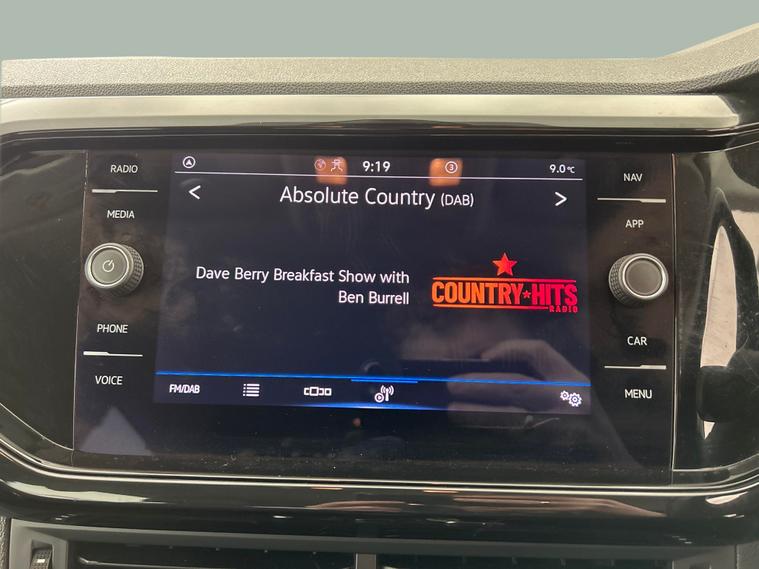 RADIO
MEDIA
PHONE
VOICE
9:19
3
9.0°C
< Absolute Country (DAB) >
Dave Berry Breakfast Show with
Ben Burrell
COUNTRY★HITS
RADIO
FM/DAB
NAV
APP
CAR
MENU